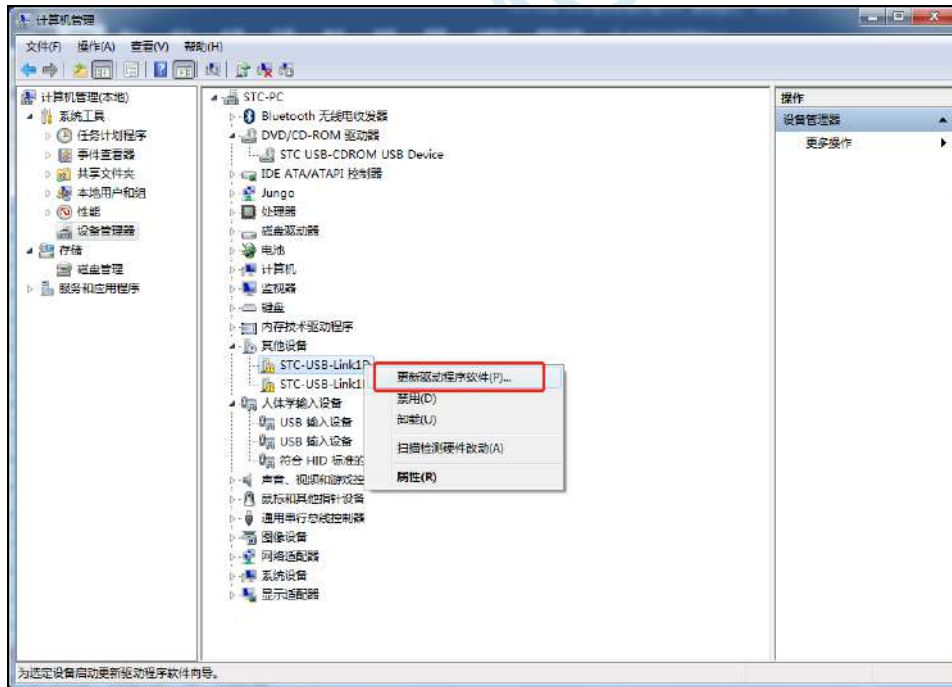 计算机管理
文件(F) 操作(A) 查看(V) 帮助(H)
计算机管理(本地)
系统工具
任务计划程序
事件查看器
共享文件夹
本地用户和组
性能
设备管理器
存储
磁盘管理
服务和应用程序
STC-PC
Bluetooth 无线电收发器
DVD/CD-ROM 驱动器
STC USB-CDROM USB Device
IDE ATA/ATAPI 控制器
Jungo
处理器
磁盘驱动器
电池
计算机
监视器
键盘
内存技术驱动程序
其他设备
STC-USB-Link1D
STC-USB-Link1
人体学输入设备
USB 输入设备
USB 输入设备
符合 HID 标准的
声音、视频和游戏控
鼠标和其他指针设备
通用串行总线控制器
图像设备
网络适配器
系统设备
显示适配器
更新驱动程序软件(P)...
禁用(D)
卸载(U)
扫描检测硬件改动(A)
属性(R)
操作
设备管理器
更多操作
为选定设备启动更新驱动程序软件向导。